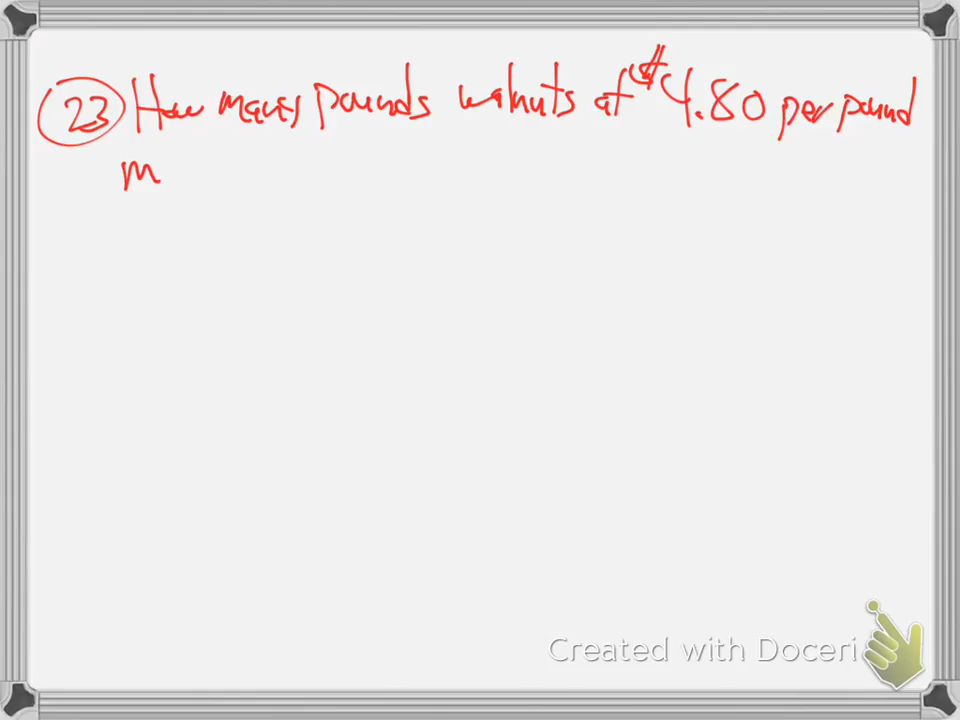 23 How many pounds walnuts at $4.80 per pound
m
Created with Doceri